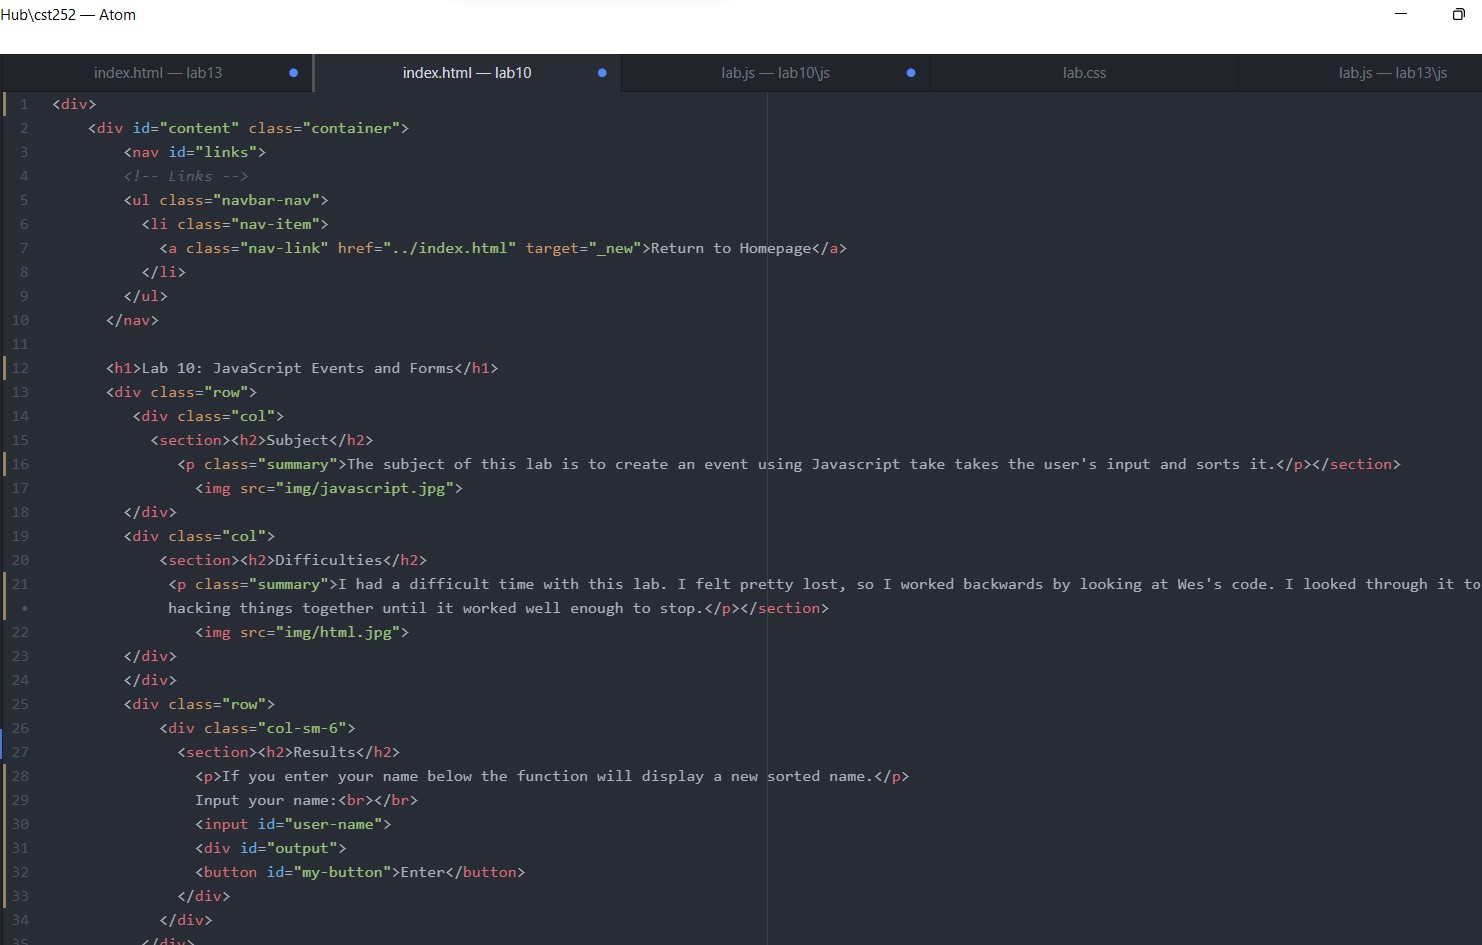 Hub\cst252 — Atom
index.html — lab13
index.html — lab10
lab.js — lab10\js
lab.css
lab.js — lab13\js
1 <div>
2 <div id="content" class="container">
3 <nav id="links">
4 <!-- Links -->
5 <ul class="navbar-nav">
6 <li class="nav-item">
7 <a class="nav-link" href="../index.html" target="_new">Return to Homepage</a>
8 </li>
9 </ul>
10 </nav>
11
12 <h1>Lab 10: JavaScript Events and Forms</h1>
13 <div class="row">
14 <div class="col">
15 <section><h2>Subject</h2>
16 <p class="summary">The subject of this lab is to create an event using Javascript take takes the user's input and sorts it.</p></section>
17 <img src="img/javascript.jpg">
18 </div>
19 <div class="col">
20 <section><h2>Difficulties</h2>
21 <p class="summary">I had a difficult time with this lab. I felt pretty lost, so I worked backwards by looking at Wes's code. I looked through it to
• hacking things together until it worked well enough to stop.</p></section>
22 <img src="img/html.jpg">
23 </div>
24 </div>
25 <div class="row">
26 <div class="col-sm-6">
27 <section><h2>Results</h2>
28 <p>If you enter your name below the function will display a new sorted name.</p>
29 Input your name:<br></br>
30 <input id="user-name">
31 <div id="output">
32 <button id="my-button">Enter</button>
33 </div>
34 </div>
35 </div>